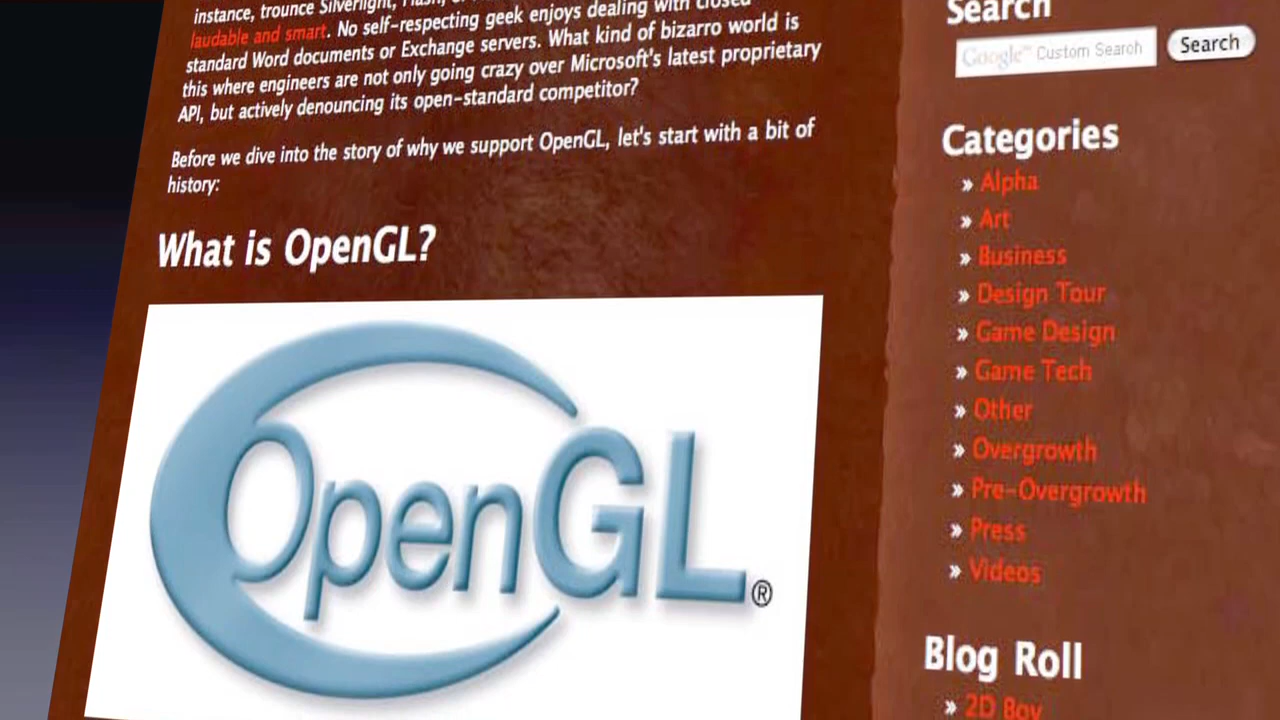 instance, trounce Silverlight,
laudable and smart. No self-respecting geek enjoys dealing with closed
standard Word documents or Exchange servers. What kind of bizarro world is
this where engineers are not only going crazy over Microsoft's latest proprietary
API, but actively denouncing its open-standard competitor?
Before we dive into the story of why we support OpenGL, let's start with a bit of
history:
What is OpenGL?
OpenGL®
Search
Google™ Custom Search
Search
Categories
» Alpha
» Art
» Business
» Design Tour
» Game Design
» Game Tech
» Other
» Overgrowth
» Pre-Overgrowth
» Press
» Videos
Blog Roll
» 2D Boy